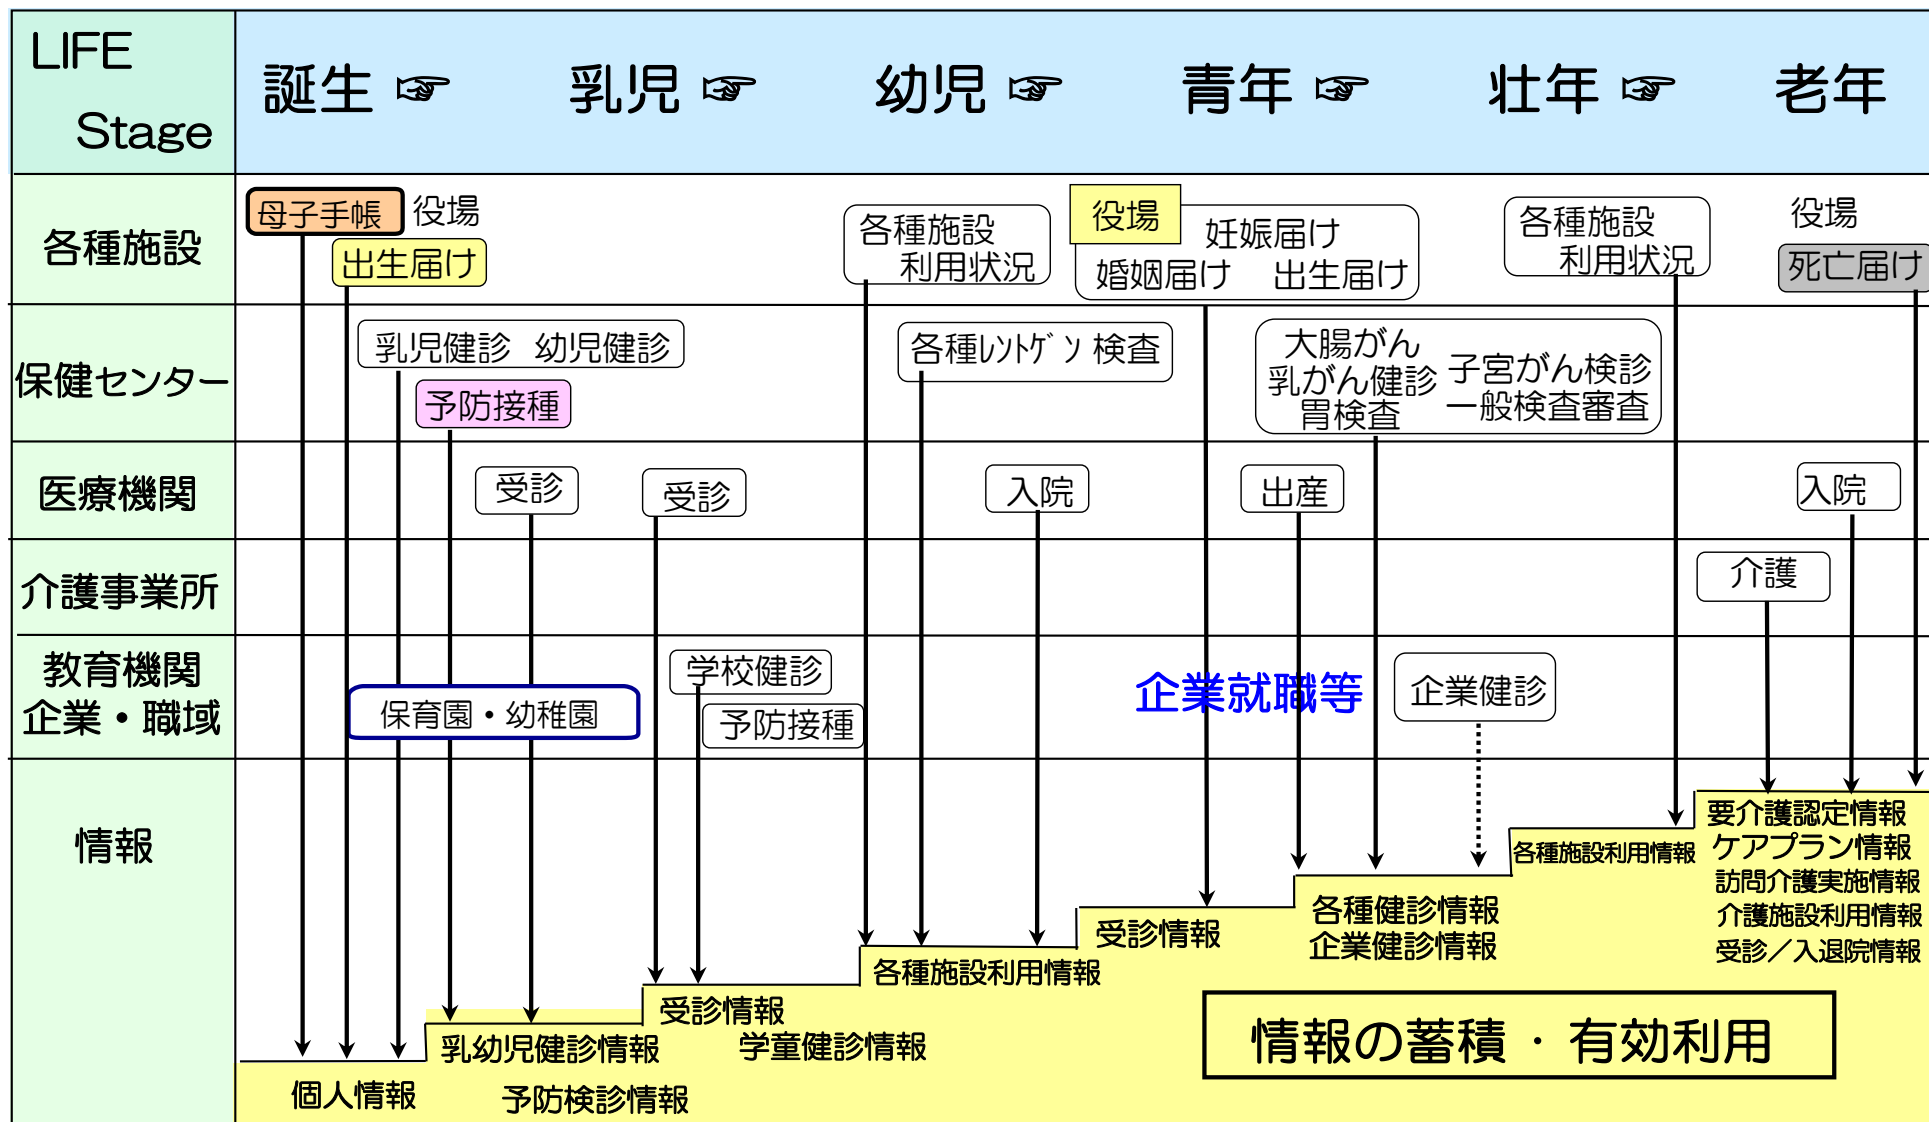 LIFE
Stage
誕生 ☞ 乳児 ☞ 幼児 ☞ 青年 ☞ 壮年 ☞ 老年
各種施設
母子手帳 役場
出生届け
各種施設
利用状況
役場
妊娠届け
婚姻届け 出生届け
各種施設
利用状況
役場
死亡届け
保健センター
乳児健診 幼児健診
予防接種
各種ﾚﾝﾄｹﾞﾝ検査
大腸がん
乳がん健診
胃検査
子宮がん検診
一般検査審査
医療機関
受診
受診
入院
出産
入院
介護事業所
介護
教育機関
企業・職域
保育園・幼稚園
学校健診
予防接種
企業就職等
企業健診
情報
個人情報
乳幼児健診情報
予防検診情報
受診情報
学童健診情報
各種施設利用情報
受診情報
各種健診情報
企業健診情報
各種施設利用情報
要介護認定情報
ケアプラン情報
訪問介護実施情報
介護施設利用情報
受診／入退院情報
情報の蓄積・有効利用